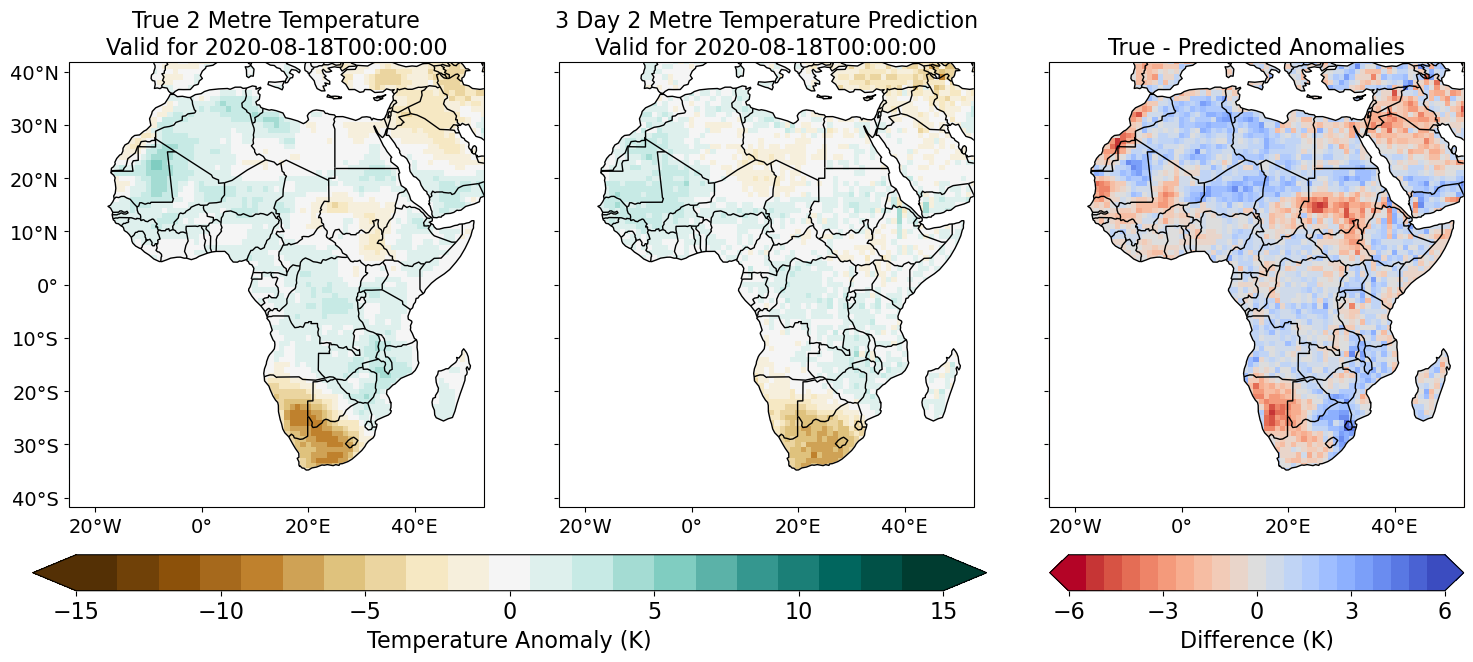 True 2 Metre Temperature
Valid for 2020-08-18T00:00:00
3 Day 2 Metre Temperature Prediction
Valid for 2020-08-18T00:00:00
True - Predicted Anomalies
40°N
30°N
20°N
10°N
0°
10°S
20°S
30°S
40°S
20°W 0° 20°E 40°E
20°W 0° 20°E 40°E
20°W 0° 20°E 40°E
−15 −10 −5 0 5 10 15
Temperature Anomaly (K)
−6 −3 0 3 6
Difference (K)